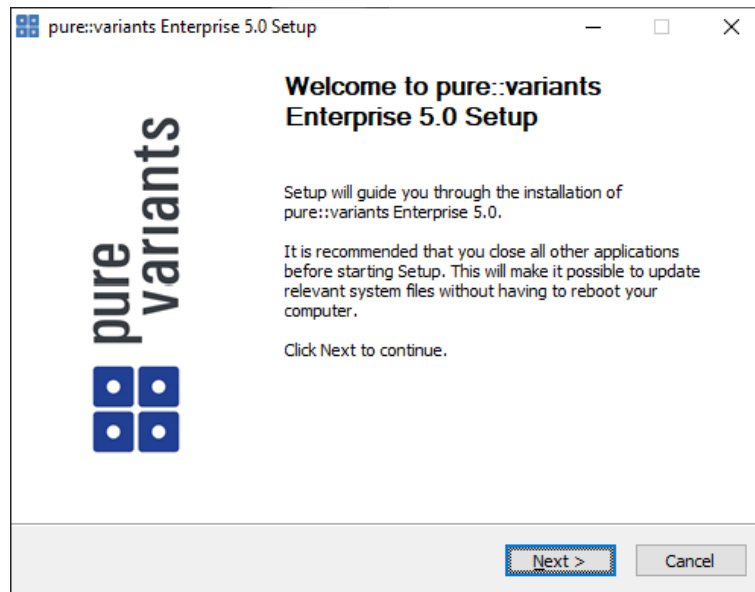 pure::variants Enterprise 5.0 Setup
Welcome to pure::variants
Enterprise 5.0 Setup
pure
variants
Setup will guide you through the installation of
pure::variants Enterprise 5.0.
It is recommended that you close all other applications
before starting Setup. This will make it possible to update
relevant system files without having to reboot your
computer.
Click Next to continue.
Next >
Cancel